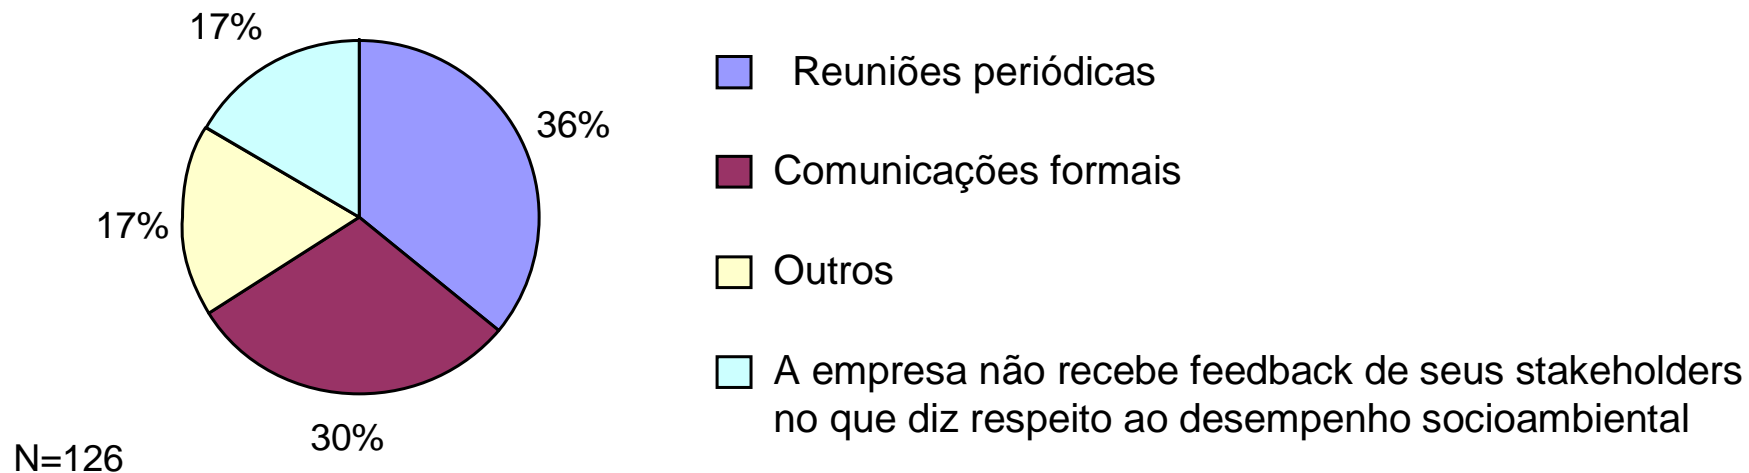 17%
36%
17%
30%
N=126
Reuniões periódicas
Comunicações formais
Outros
A empresa não recebe feedback de seus stakeholders
no que diz respeito ao desempenho socioambiental